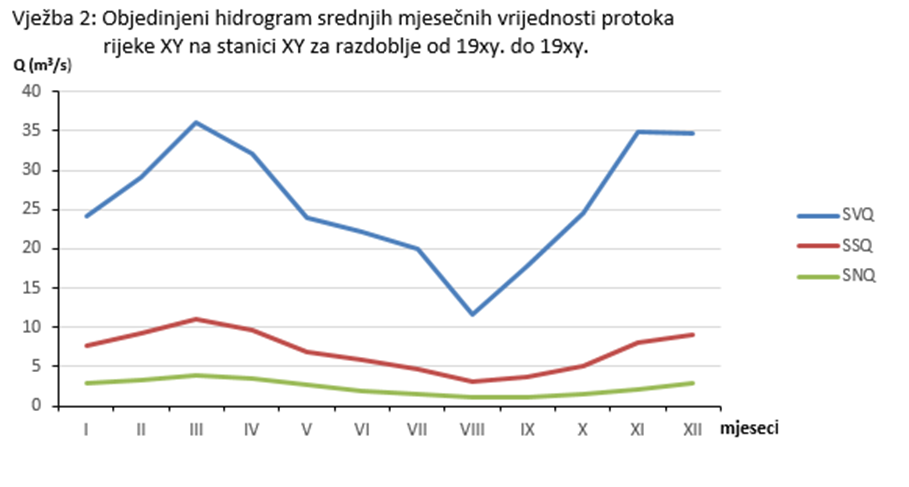 Vježba 2: Objedinjeni hidrogram srednjih mjesečnih vrijednosti protoka
rijeke XY na stanici XY za razdoblje od 19xy. do 19xy.
Q (m³/s)
40
35
30
25
20
15
10
5
0
I II III IV V VI VII VIII IX X XI XII mjeseci
SVQ
SSQ
SNQ